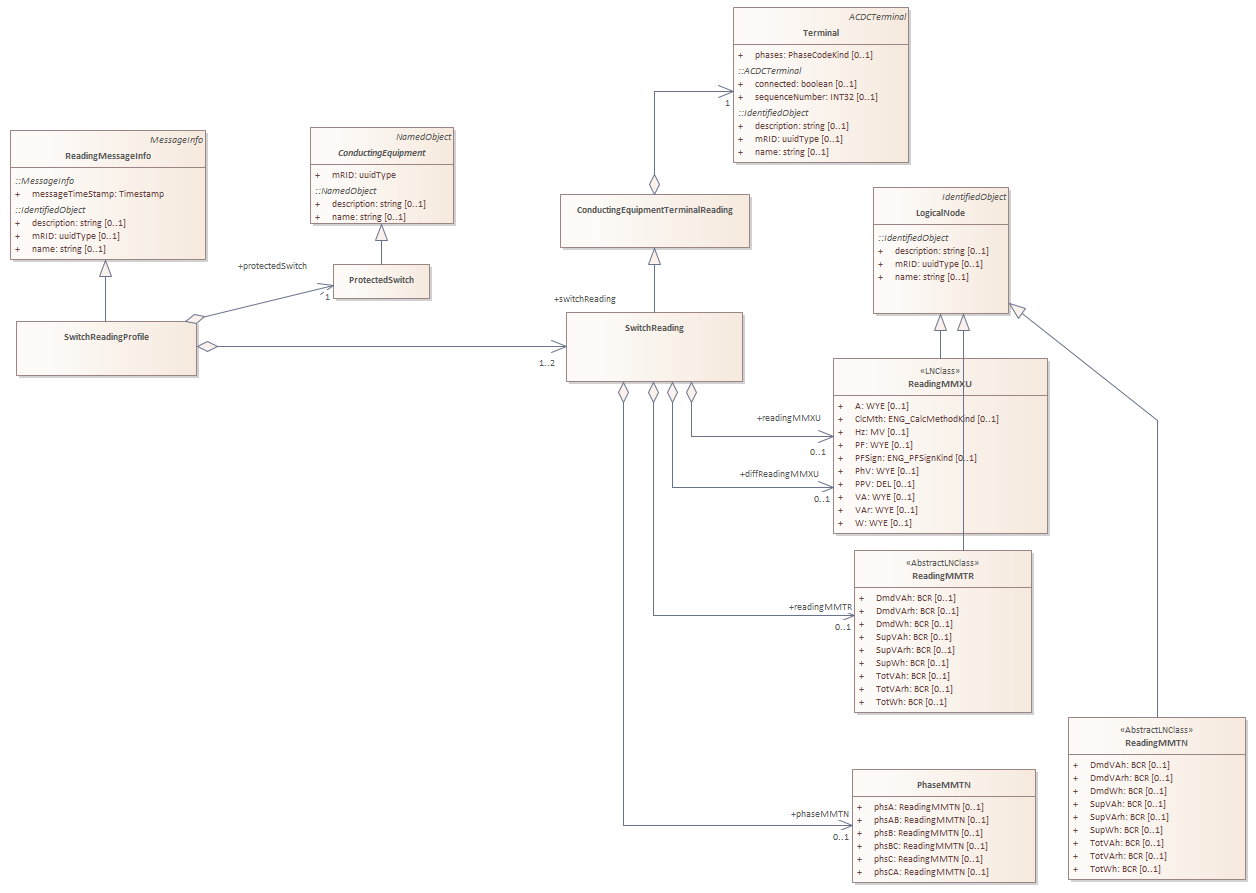 ACDCTerminal
Terminal
+ phases: PhaseCodeKind [0..1]
::ACDCTerminal
+ connected: boolean [0..1]
+ sequenceNumber: INT32 [0..1]
::IdentifiedObject
+ description: string [0..1]
+ mRID: uuidType [0..1]
+ name: string [0..1]
1
MessageInfo
ReadingMessageInfo
::MessageInfo
+ messageTimeStamp: Timestamp
::IdentifiedObject
+ description: string [0..1]
+ mRID: uuidType [0..1]
+ name: string [0..1]
NamedObject
ConductingEquipment
+ mRID: uuidType
::NamedObject
+ description: string [0..1]
+ name: string [0..1]
ConductingEquipmentTerminalReading
IdentifiedObject
LogicalNode
::IdentifiedObject
+ description: string [0..1]
+ mRID: uuidType [0..1]
+ name: string [0..1]
+protectedSwitch
1
ProtectedSwitch
SwitchReadingProfile
+switchReading
1..2
SwitchReading
«LNClass»
ReadingMMXU
+ A: WYE [0..1]
+ ClcMth: ENG_CalcMethodKind [0..1]
+ Hz: MV [0..1]
+ PF: WYE [0..1]
+ PFSign: ENG_PFSignKind [0..1]
+ PhV: WYE [0..1]
+ PPV: DEL [0..1]
+ VA: WYE [0..1]
+ VAr: WYE [0..1]
+ W: WYE [0..1]
+readingMMXU
0..1
+diffReadingMMXU
0..1
«AbstractLNClass»
ReadingMMTR
+ DmdVAh: BCR [0..1]
+ DmdVArh: BCR [0..1]
+ DmdWh: BCR [0..1]
+ SupVAh: BCR [0..1]
+ SupVArh: BCR [0..1]
+ SupWh: BCR [0..1]
+ TotVAh: BCR [0..1]
+ TotVArh: BCR [0..1]
+ TotWh: BCR [0..1]
+readingMMTR
0..1
«AbstractLNClass»
ReadingMMTN
+ DmdVAh: BCR [0..1]
+ DmdVArh: BCR [0..1]
+ DmdWh: BCR [0..1]
+ SupVAh: BCR [0..1]
+ SupVArh: BCR [0..1]
+ SupWh: BCR [0..1]
+ TotVAh: BCR [0..1]
+ TotVArh: BCR [0..1]
+ TotWh: BCR [0..1]
+phaseMMTN
0..1
PhaseMMTN
+ phsA: ReadingMMTN [0..1]
+ phsAB: ReadingMMTN [0..1]
+ phsB: ReadingMMTN [0..1]
+ phsBC: ReadingMMTN [0..1]
+ phsC: ReadingMMTN [0..1]
+ phsCA: ReadingMMTN [0..1]